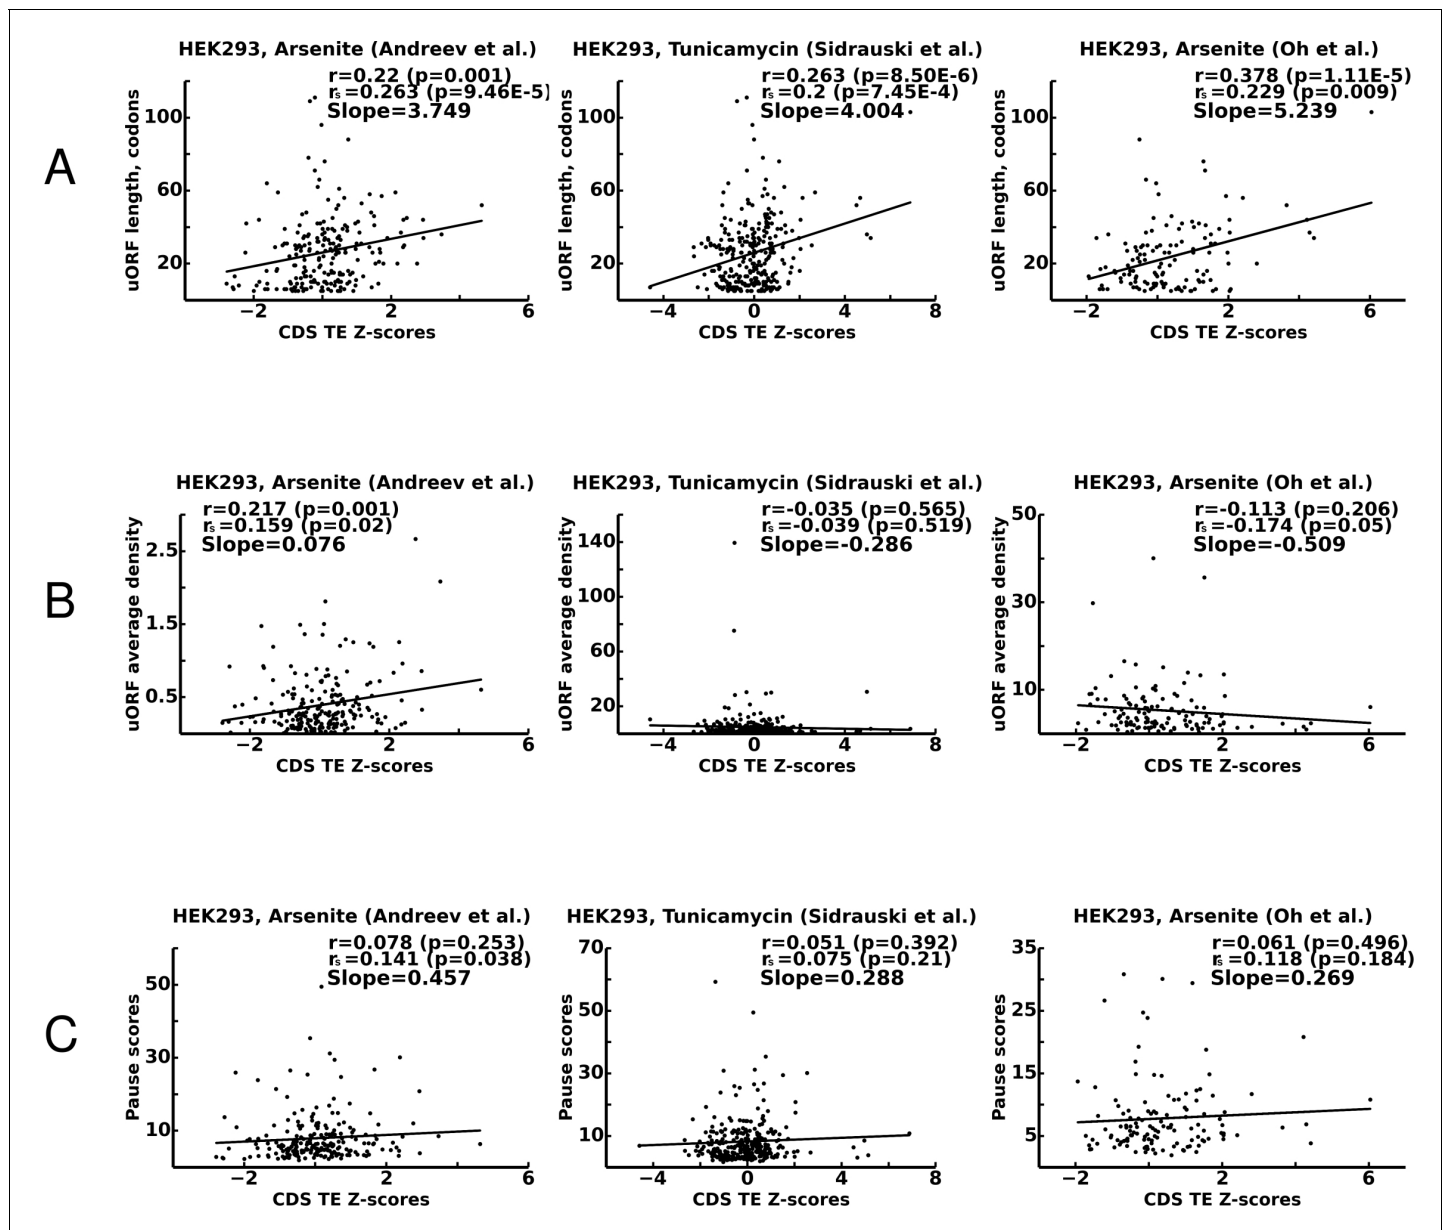 A
HEK293, Arsenite (Andreev et al.)
r=0.22 (p=0.001)
rs=0.263 (p=9.46E-5)
Slope=3.749
uORF length, codons
100
60
20
−2
0
2
4
6
CDS TE Z-scores
HEK293, Tunicamycin (Sidrauski et al.)
r=0.263 (p=8.50E-6)
rs=0.2 (p=7.45E-4)
Slope=4.004
uORF length, codons
100
60
20
−4
0
4
8
CDS TE Z-scores
HEK293, Arsenite (Oh et al.)
r=0.378 (p=1.11E-5)
rs=0.229 (p=0.009)
Slope=5.239
uORF length, codons
100
60
20
−2
2
6
CDS TE Z-scores
B
HEK293, Arsenite (Andreev et al.)
r=0.217 (p=0.001)
rs=0.159 (p=0.02)
Slope=0.076
uORF average density
2.5
1.5
0.5
−2
2
6
CDS TE Z-scores
HEK293, Tunicamycin (Sidrauski et al.)
r=-0.035 (p=0.565)
rs=-0.039 (p=0.519)
Slope=-0.286
uORF average density
140
100
60
20
−4
0
4
8
CDS TE Z-scores
HEK293, Arsenite (Oh et al.)
r=-0.113 (p=0.206)
rs=-0.174 (p=0.05)
Slope=-0.509
uORF average density
50
30
10
−2
2
6
CDS TE Z-scores
C
HEK293, Arsenite (Andreev et al.)
r=0.078 (p=0.253)
rs=0.141 (p=0.038)
Slope=0.457
Pause scores
50
30
10
−2
2
6
CDS TE Z-scores
HEK293, Tunicamycin (Sidrauski et al.)
r=0.051 (p=0.392)
rs=0.075 (p=0.21)
Slope=0.288
Pause scores
70
50
30
10
−4
0
4
8
CDS TE Z-scores
HEK293, Arsenite (Oh et al.)
r=0.061 (p=0.496)
rs=0.118 (p=0.184)
Slope=0.269
Pause scores
35
25
15
5
−2
2
6
CDS TE Z-scores